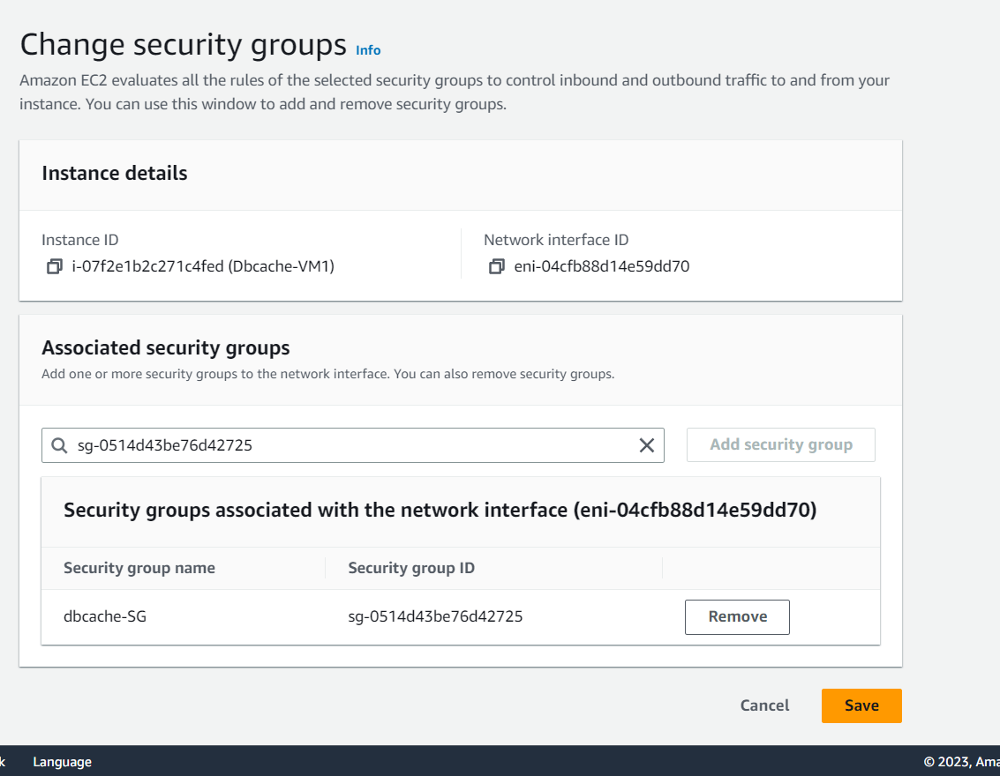 Change security groups Info
Amazon EC2 evaluates all the rules of the selected security groups to control inbound and outbound traffic to and from your
instance. You can use this window to add and remove security groups.
Instance details
Instance ID
i-07f2e1b2c271c4fed (Dbcache-VM1)
Network interface ID
eni-04cfb88d14e59dd70
Associated security groups
Add one or more security groups to the network interface. You can also remove security groups.
sg-0514d43be76d42725
Add security group
Security groups associated with the network interface (eni-04cfb88d14e59dd70)
Security group name Security group ID
dbcache-SG sg-0514d43be76d42725 Remove
Cancel Save
k Language © 2023, Ama